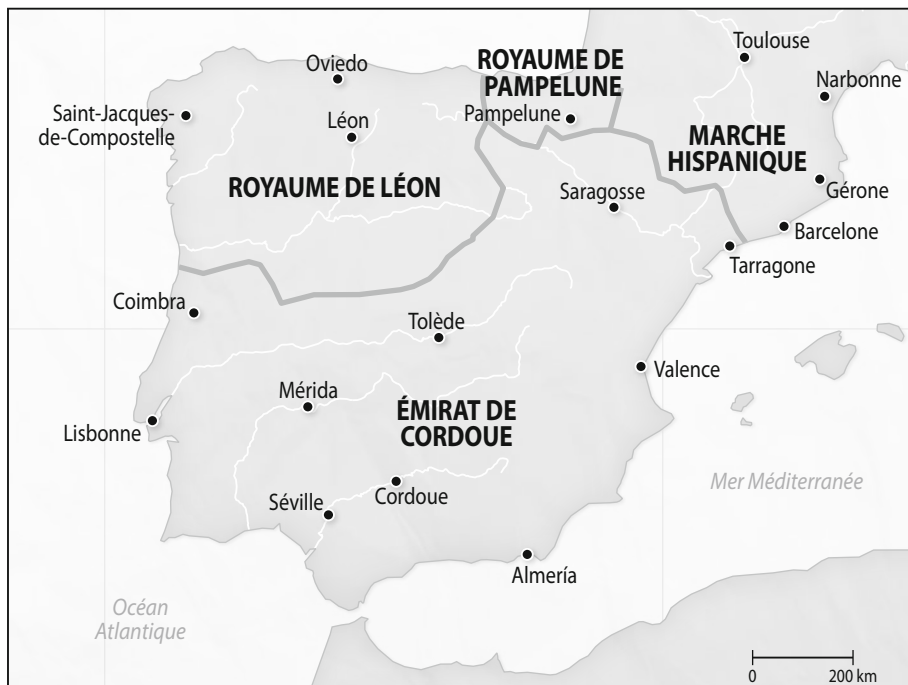 Toulouse
ROYAUME DE
PAMPELUNE
Oviedo
Narbonne
Saint-Jacques-
de-Compostelle
Léon
Pampelune
MARCHE
HISPANIQUE
ROYAUME DE LÉON
Saragosse
Gérone
Barcelone
Tarragone
Coimbra
Tolède
Valence
Mérida
ÉMIRAT DE
CORDOUE
Lisbonne
Mer Méditerranée
Séville
Cordoue
Almería
Océan
Atlantique
0 200 km